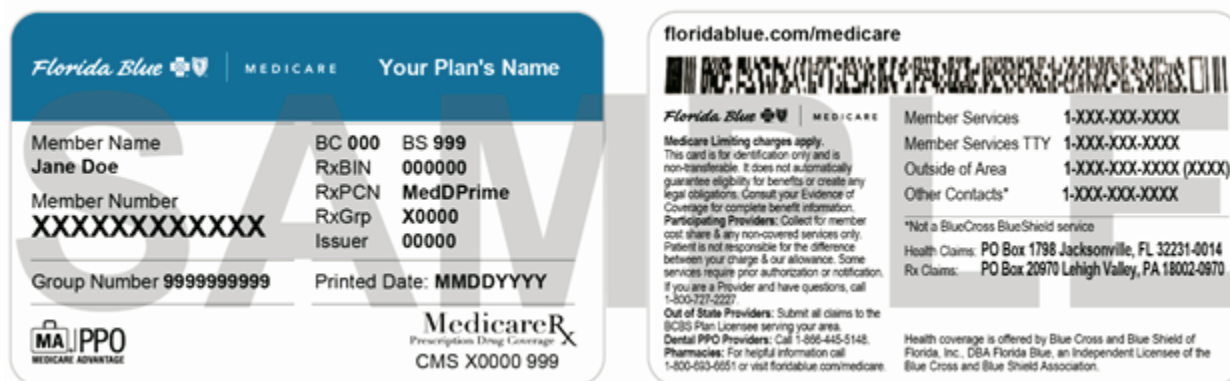 Florida Blue MEDICARE Your Plan's Name
Member Name
Jane Doe
Member Number
XXXXXXXXXXXXX
BC 000 BS 999
RxBIN 000000
RxPCN MedDPrime
RxGrp X0000
Issuer 00000
Group Number 9999999999 Printed Date: MMDDYYYY
MA PPO
MEDICARE ADVANTAGE
MedicareRx
Prescription Drug Coverage
CMS X0000 999
floridablue.com/medicare
Florida Blue MEDICARE
Medicare Limiting charges apply.
This card is for identification only and is
non-transferable. It does not automatically
guarantee eligibility for benefits or create any
legal obligations. Consult your Evidence of
Coverage for complete benefit information.
Participating Providers: Collect for member
cost share & any non-covered services only.
Patient is not responsible for the difference
between your charge & our allowance. Some
services require prior authorization or notification.
If you are a Provider and have questions, call
1-800-727-2227.
Out of State Providers: Submit all claims to the
BCBS Plan Licensee serving your area.
Dental PPO Providers: Call 1-866-445-5148.
Pharmacies: For helpful information call
1-800-693-6651 or visit floridablue.com/medicare.
Member Services 1-XXX-XXX-XXXX
Member Services TTY 1-XXX-XXX-XXXX
Outside of Area 1-XXX-XXX-XXXX (XXXX)
Other Contacts* 1-XXX-XXX-XXXX
*Not a BlueCross BlueShield service
Health Claims: PO Box 1798 Jacksonville, FL 32231-0014
Rx Claims: PO Box 20970 Lehigh Valley, PA 18002-0970
Health coverage is offered by Blue Cross and Blue Shield of
Florida, Inc., DBA Florida Blue, an Independent Licensee of the
Blue Cross and Blue Shield Association.
SAMPLE